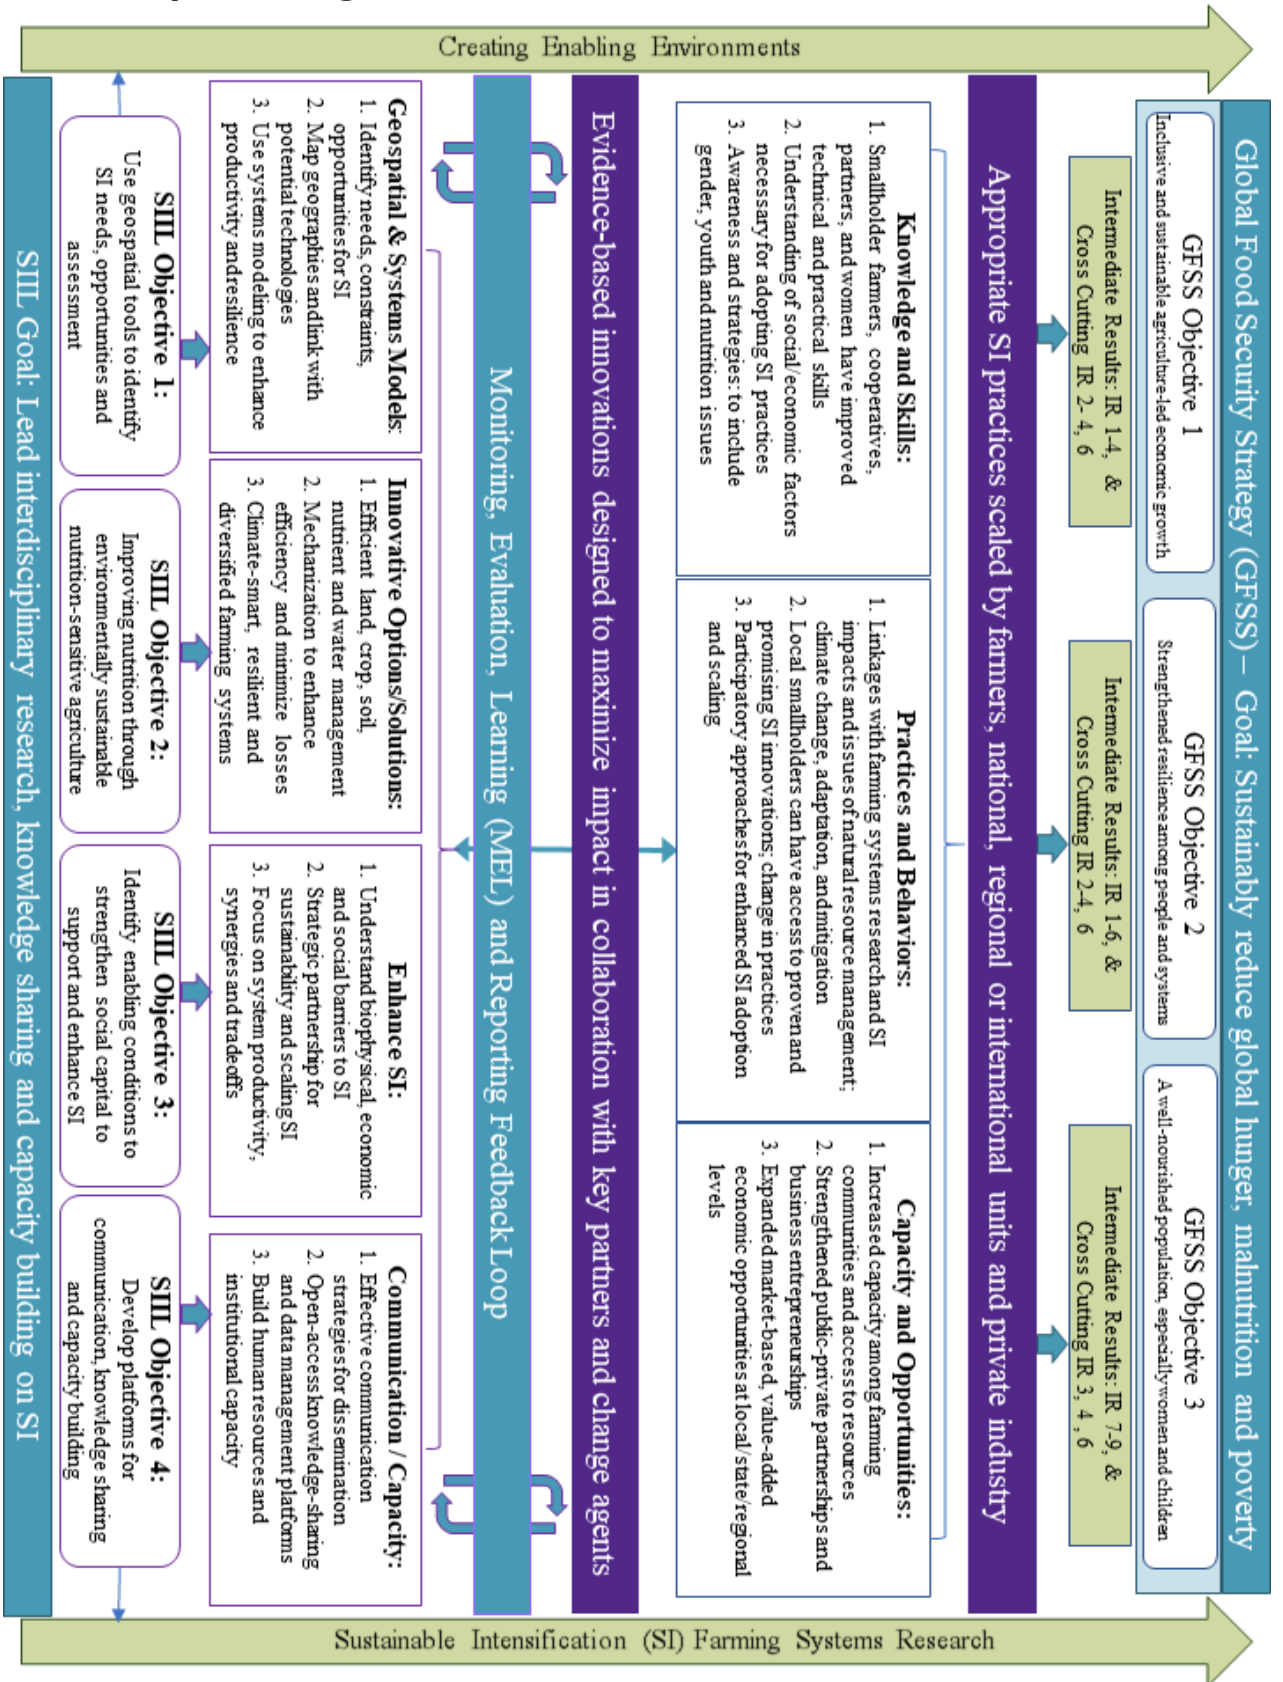 Creating Enabling Environments
Global Food Security Strategy (GFSS) – Goal: Sustainably reduce global hunger, malnutrition and poverty
GFSS Objective 1
Inclusive and sustainable agriculture-led economic growth
GFSS Objective 2
Strengthened resilience among people and systems
GFSS Objective 3
A well-nourished population, especially women and children
Intermediate Results: IR 1-4, &
Cross Cutting IR 2- 4, 6
Intermediate Results: IR 1-6, &
Cross Cutting IR 2-4, 6
Intermediate Results: IR 7-9, &
Cross Cutting IR 3, 4 , 6
Appropriate SI practices scaled by farmers, national, regional or international units and private industry
Knowledge and Skills:
1. Smallholder farmers, cooperatives,
partners, and women have improved
technical and practical skills
2. Understanding of social/economic factors
necessary for adopting SI practices
3. Awareness and strategies: to include
gender, youth and nutrition issues
Practices and Behaviors:
1. Linkages with farming systems research and SI
impacts and issues of natural resource management;
climate change, adaptation, and mitigation
2. Local smallholders can have access to proven and
promising SI innovations; change in practices
3. Participatory approaches for enhanced SI adoption
and scaling
Capacity and Opportunities:
1. Increased capacity among farming
communities and access to resources
2. Strengthened public-private partnerships and
business entrepreneurships
3. Expanded market-based, value-added
economic opportunities at local/state/regional
levels
Evidence-based innovations designed to maximize impact in collaboration with key partners and change agents
Monitoring, Evaluation, Learning (MEL) and Reporting Feedback Loop
Geospatial & Systems Models:
1. Identify needs, constraints,
opportunities for SI
2. Map geographies and link with
potential technologies
3. Use systems modeling to enhance
productivity and resilience
Innovative Options/Solutions:
1. Efficient land, crop, soil,
nutrient and water management
2. Mechanization to enhance
efficiency and minimize losses
3. Climate-smart, resilient and
diversified farming systems
Enhance SI:
1. Understand biophysical, economic
and social barriers to SI
2. Strategic partnership for
sustainability and scaling SI
3. Focus on system productivity,
synergies and tradeoffs
Communication / Capacity:
1. Effective communication
strategies for dissemination
2. Open-access knowledge-sharing
and data management platforms
3. Build human resources and
institutional capacity
SIIL Objective 1:
Use geospatial tools to identify
SI needs, opportunities and
assessment
SIIL Objective 2:
Improving nutrition through
environmentally sustainable
nutrition-sensitive agriculture
SIIL Objective 3:
Identify enabling conditions to
strengthen social capital to
support and enhance SI
SIIL Objective 4:
Develop platforms for
communication, knowledge sharing
and capacity building
SIIL Goal: Lead interdisciplinary research, knowledge sharing and capacity building on SI
Sustainable Intensification (SI) Farming Systems Research